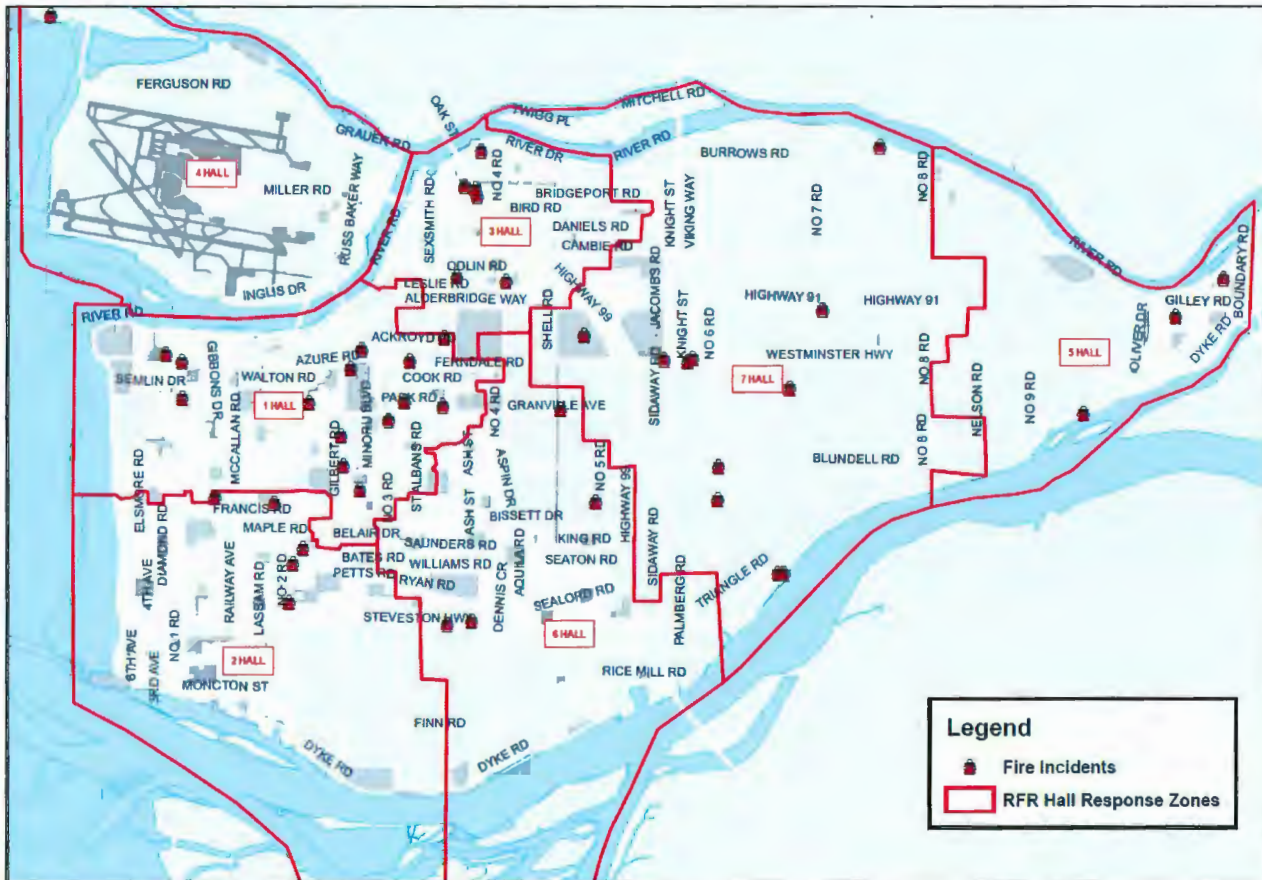 FERGUSON RD
GRAUER RD
OAK ST
TWIGG PL
MITCHELL RD
RIVER DR
RIVER RD
BURROWS RD
NO 8 RD
4 HALL
MILLER RD
RUSS BAKER WAY
RIVER RD
SEXSMITH RD
NO 4 RD
BRIDGEPORT RD
BIRD RD
DANIELS RD
CAMBIE RD
3 HALL
KNIGHT ST
VIKING WAY
NO 7 RD
RIVER RD
BOUNDARY RD
INGLIS DR
ODLIN RD
LESLIE RD
ALDERBRIDGE WAY
HIGHWAY 99
SHELL RD
JACOMBS RD
KNIGHT ST
NO 6 RD
HIGHWAY 91
HIGHWAY 91
GILLEY RD
OLIVER DR
DYKE RD
RIVER RD
ACKROYD RD
FERNDALE RD
AZURE RD
COOK RD
WALTON RD
SEMLIN DR
GIBBONS DR
1 HALL
MINORU BLVD
PARK RD
NO 4 RD
GRANVILLE AVE
SIDAWAY RD
7 HALL
WESTMINSTER HWY
NO 8 RD
NELSON RD
NO 9 RD
5 HALL
MCCALLAN RD
GILBERT RD
NO 3 RD
ST ALBANS RD
ASH ST
ASPIN DR
NO 5 RD
BLUNDELL RD
NO 8 RD
ELSMORE RD
FRANCIS RD
MAPLE RD
BELAIR DR
BATES RD
PETTS RD
SAUNDERS RD
WILLIAMS RD
RYAN RD
ASH ST
BISSETT DR
KING RD
SEATON RD
HIGHWAY 99
SIDAWAY RD
4TH AVE
DIAMOND RD
RAILWAY AVE
LASSAM RD
NO 2 RD
DENNIS CR
AQUILA RD
SEALORD RD
PALMBERG RD
TRIANGLE RD
STEVESTON HWY
6 HALL
6TH AVE
3RD AVE
NO. 1 RD
2 HALL
MONCTON ST
RICE MILL RD
FINN RD
DYKE RD
DYKE RD
Legend
Fire Incidents
RFR Hall Response Zones